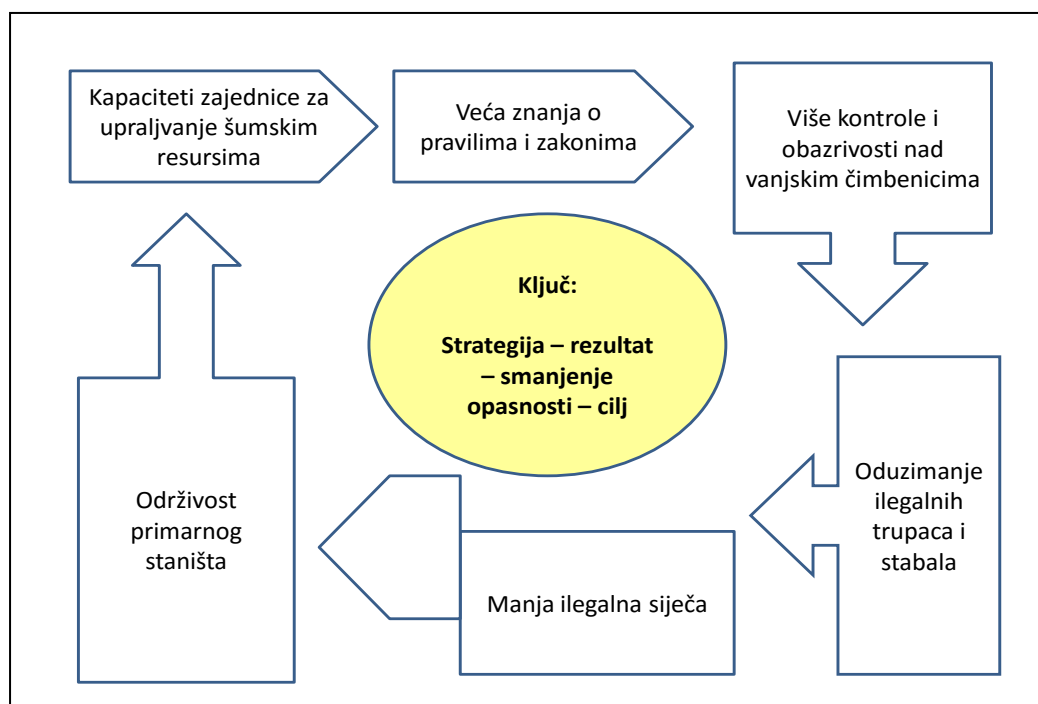 Kapaciteti zajednice za
upraljvanje šumskim
resursima
Veća znanja o
pravilima i zakonima
Više kontrole i
obazrivosti nad
vanjskim čimbenicima
Ključ:
Strategija – rezultat
– smanjenje
opasnosti – cilj
Oduzimanje
ilegalnih
trupaca i
stabala
Manja ilegalna siječa
Održivost
primarnog
staništa